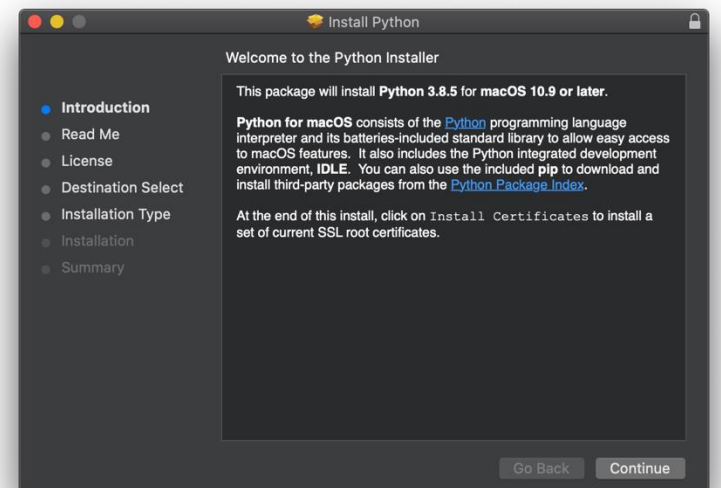 Install Python
Welcome to the Python Installer
Introduction
Read Me
License
Destination Select
Installation Type
Installation
Summary
This package will install Python 3.8.5 for macOS 10.9 or later.
Python for macOS consists of the Python programming language
interpreter and its batteries-included standard library to allow easy access
to macOS features.  It also includes the Python integrated development
environment, IDLE.  You can also use the included pip to download and
install third-party packages from the Python Package Index.
At the end of this install, click on Install Certificates to install a
set of current SSL root certificates.
Go Back
Continue